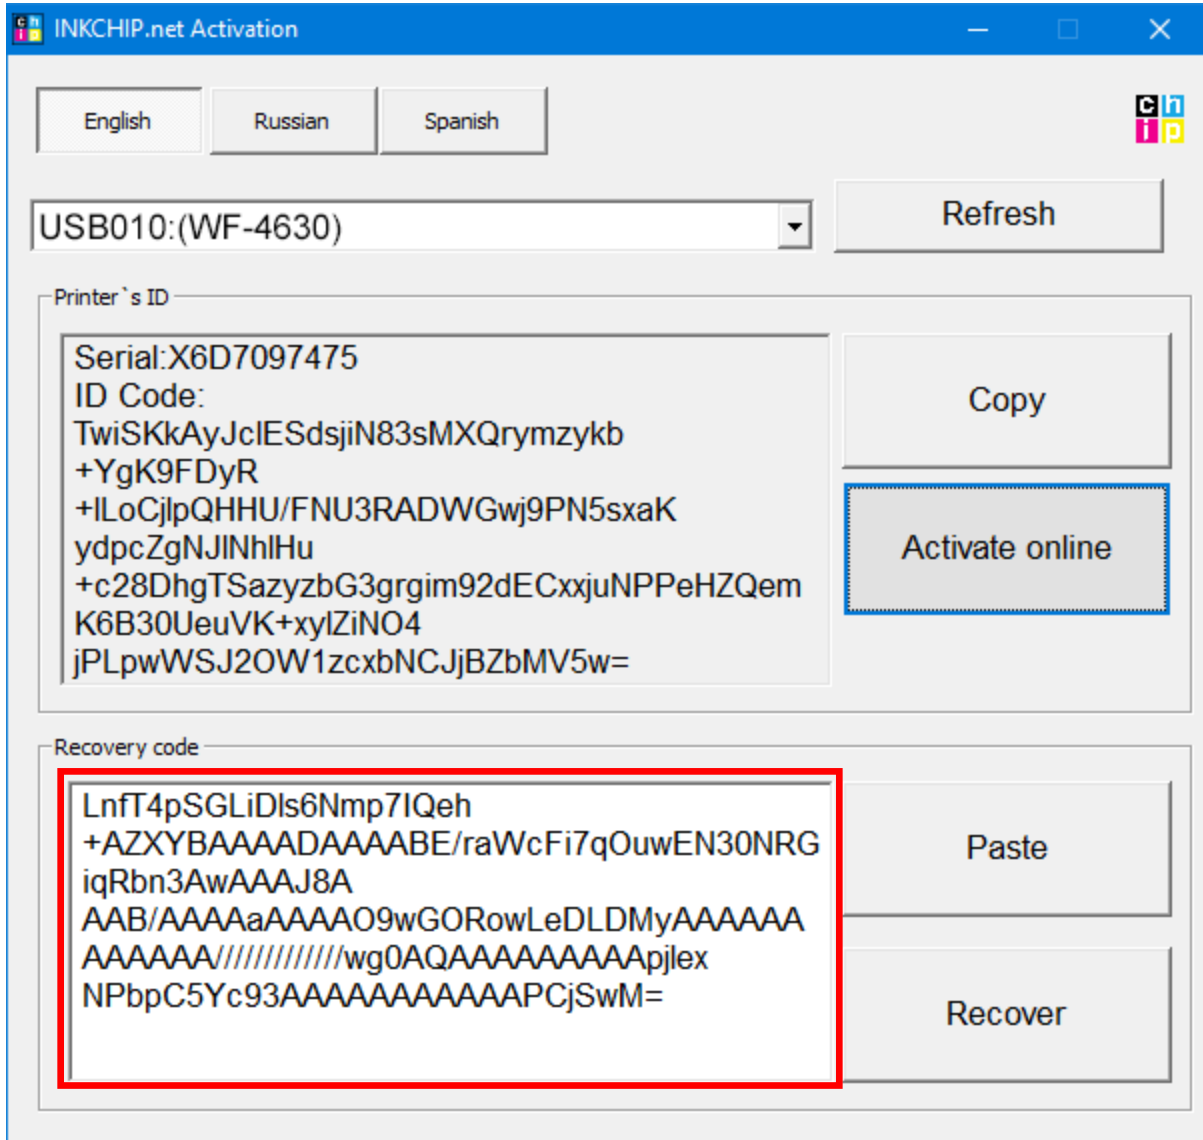 INKCHIP.net Activation
English
Russian
Spanish
ch
ip
USB010:(WF-4630)
Refresh
Printer`s ID
Serial:X6D7097475
ID Code:
TwiSKkAyJclESdsjiN83sMXQrymzykb
+YgK9FDyR
+lLoCjlpQHHU/FNU3RADWGwj9PN5sxaK
ydpcZgNJlNhlHu
+c28DhgTSazyzbG3grgim92dECxxjuNPPeHZQem
K6B30UeuVK+xylZiNO4
jPLpwWSJ2OW1zcxbNCJjBZbMV5w=
Copy
Activate online
Recovery code
LnfT4pSGLiDls6Nmp7IQeh
+AZXYBAAAADAAAABE/raWcFi7qOuwEN30NRG
iqRbn3AwAAAJ8A
AAB/AAAAaAAAAO9wGORowLeDLDMyAAAAAA
AAAAAA/////////////wg0AQAAAAAAAAApjlex
NPbpC5Yc93AAAAAAAAAAAPCjSwM=
Paste
Recover